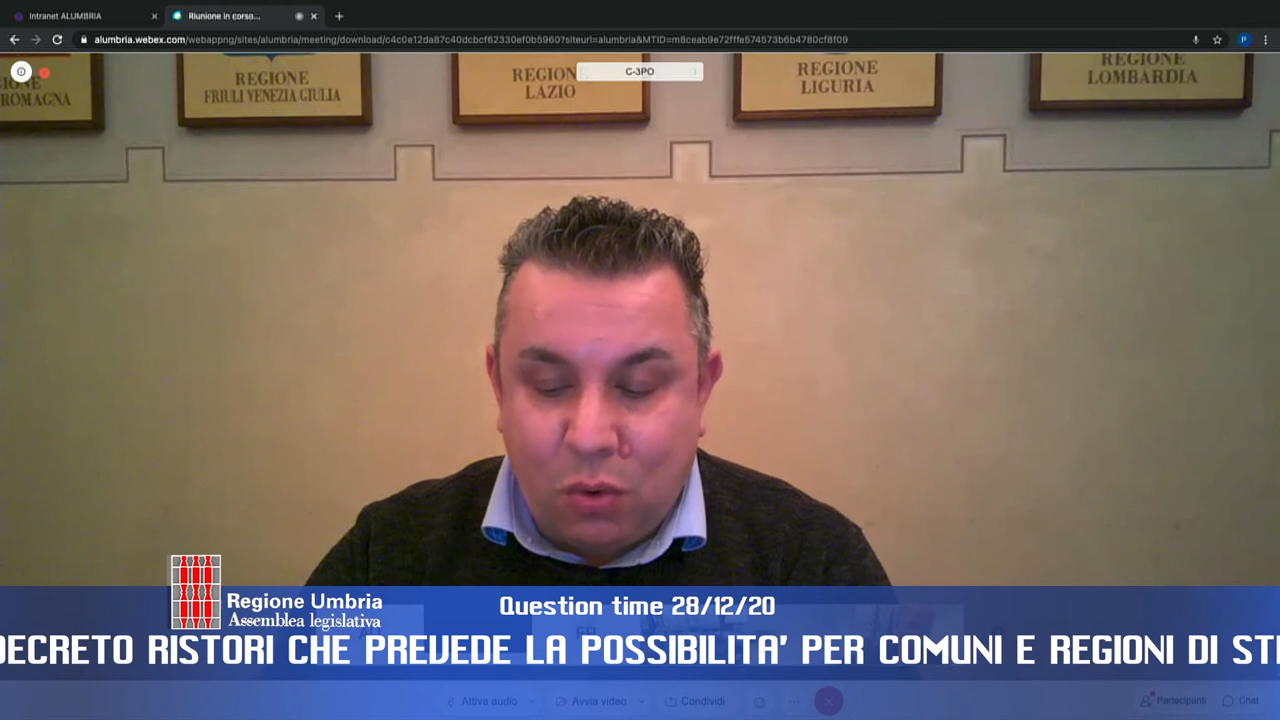 Intranet ALUMBRIA
Riunione in corso...
alumbria.webex.com/webappng/sites/alumbria/meeting/download/c4c0e12da87c40dcbcf62330ef0b5960?siteurl=alumbria&MTID=m8ceab9e72fffe574573b6b4780cf8f09
P
ROMAGNA
REGIONE
FRIULI VENEZIA GIULIA
REGION
LAZIO
C-3PO
REGIONE
LIGURIA
REGIONE
LOMBARDIA
Regione Umbria
Assemblea legislativa
Question time 28/12/20
DECRETO RISTORI CHE PREVEDE LA POSSIBILITA' PER COMUNI E REGIONI DI
Attiva audio
Avvia video
Condividi
Partecipanti
Chat